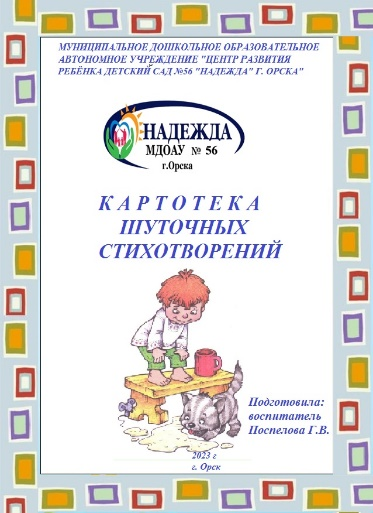 МУНИЦИПАЛЬНОЕ ДОШКОЛЬНОЕ ОБРАЗОВАТЕЛЬНОЕ
АВТОНОМНОЕ УЧРЕЖДЕНИЕ "ЦЕНТР РАЗВИТИЯ
РЕБЁНКА ДЕТСКИЙ САД №56 "НАДЕЖДА" Г. ОРСКА"
НАДЕЖДА
МДОАУ № 56
г.Орска
К А Р Т О Т Е К А
ШУТОЧНЫХ
СТИХОТВОРЕНИЙ
Подготовила:
воспитатель
Поспелова Г.В.
2023 г
г. Орск